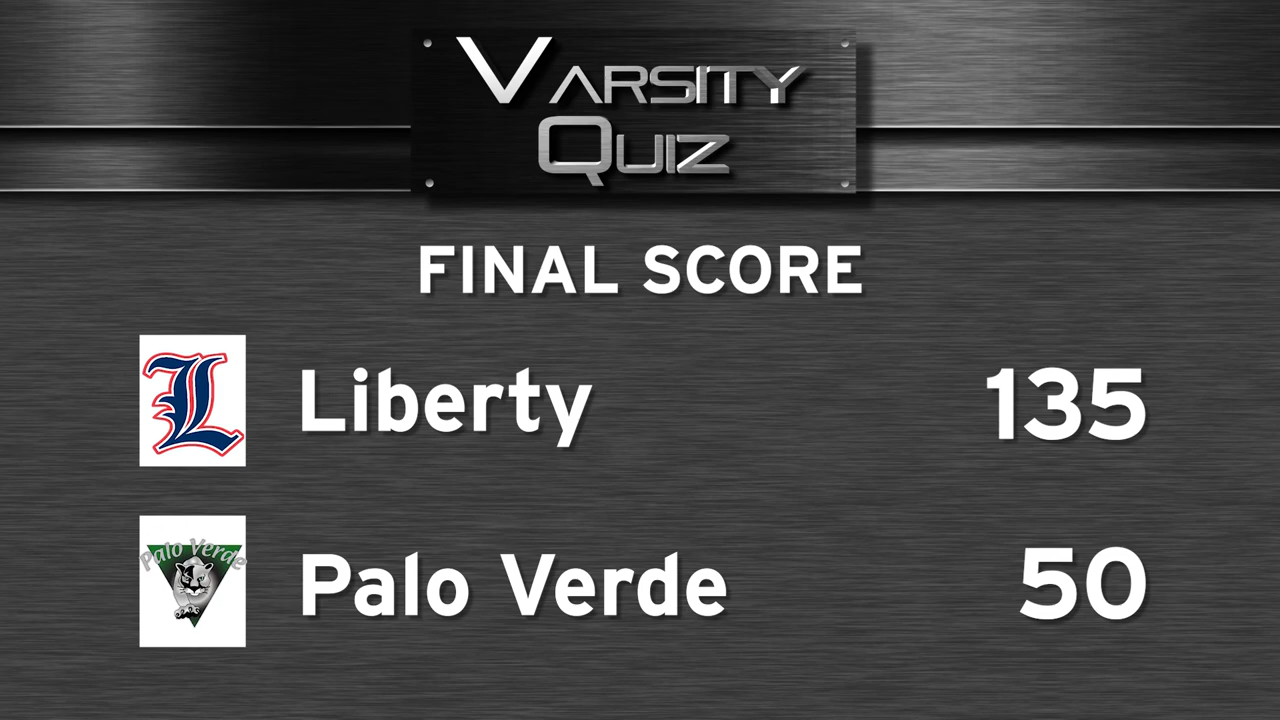 VARSITY
QUIZ
FINAL SCORE
L
Liberty
135
Palo Verde
Palo Verde
50